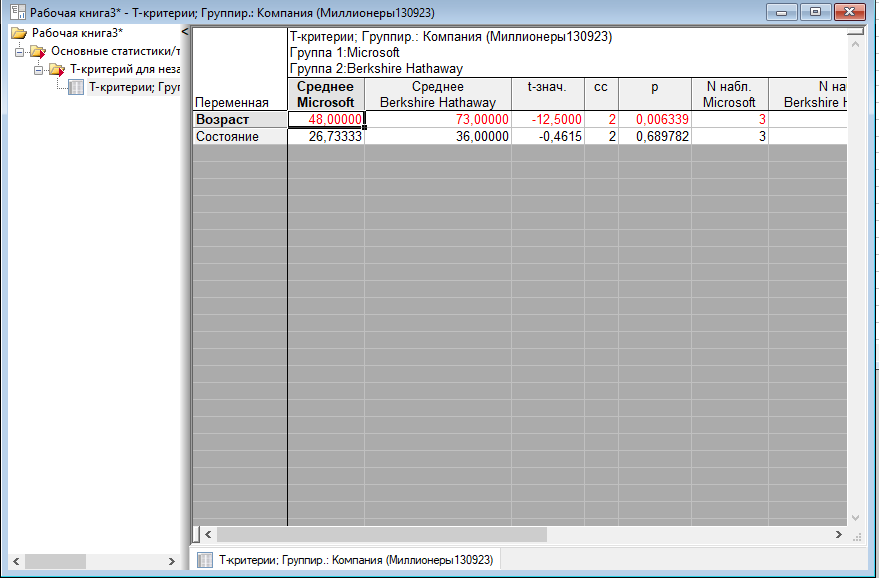 Рабочая книга3* - Т-критерии; Группир.: Компания (Миллионеры130923)
Рабочая книга3*
Основные статистики/т
Т-критерий для неза
Т-критерии; Груп
Т-критерии; Группир.: Компания (Миллионеры130923)
Группа 1:Microsoft
Группа 2:Berkshire Hathaway
Переменная Среднее Microsoft Среднее Berkshire Hathaway t-знач. сс p N набл. Microsoft N на Berkshire H
Возраст 48,00000 73,00000 -12,5000 2 0,006339 3
Состояние 26,73333 36,00000 -0,4615 2 0,689782 3
Т-критерии; Группир.: Компания (Миллионеры130923)